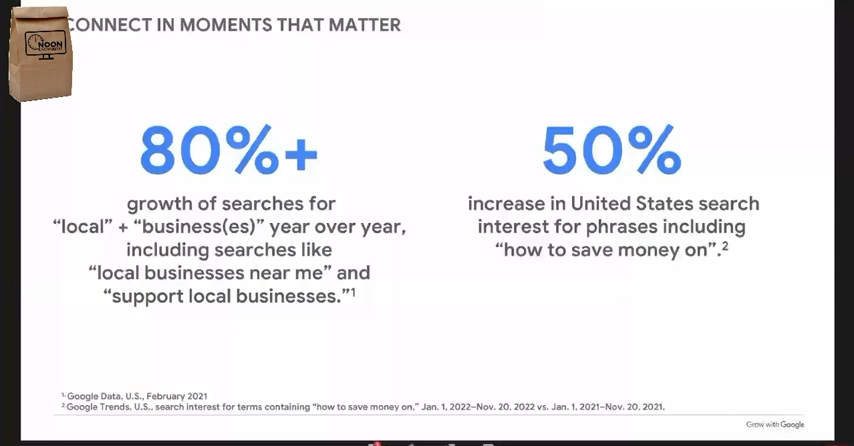 CONNECT IN MOMENTS THAT MATTER
NOON
80%+
growth of searches for
“local” + “business(es)” year over year,
including searches like
“local businesses near me” and
“support local businesses.”1
50%
increase in United States search
interest for phrases including
“how to save money on”.2
1. Google Data, U.S., February 2021
2 Google Trends, U.S., search interest for terms containing “how to save money on,” Jan. 1, 2022–Nov. 20, 2022 vs. Jan. 1, 2021–Nov. 20, 2021.
Grow with Google